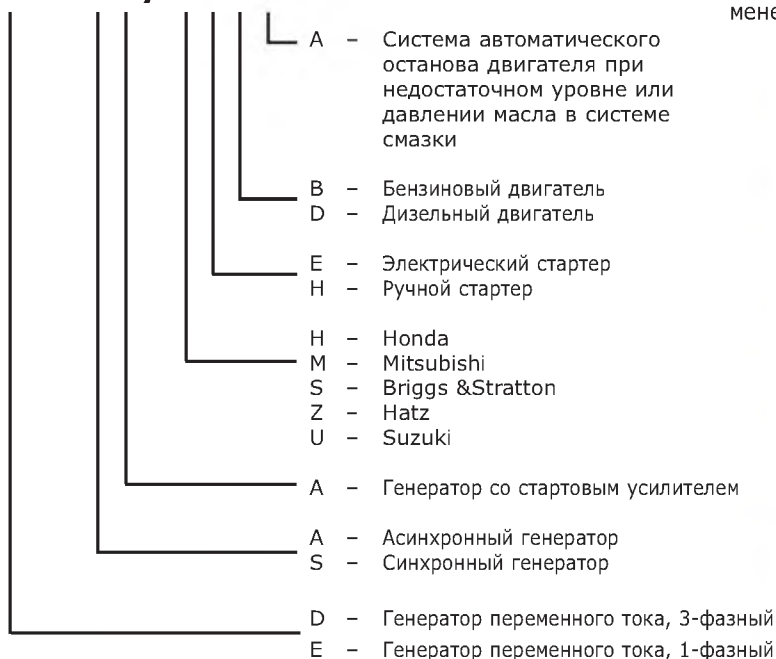 мене
A – Система автоматического
останова двигателя при
недостаточном уровне или
давлении масла в системе
смазки
B – Бензиновый двигатель
D – Дизельный двигатель
E – Электрический стартер
H – Ручной стартер
H – Honda
M – Mitsubishi
S – Briggs &Stratton
Z – Hatz
U – Suzuki
A – Генератор со стартовым усилителем
A – Асинхронный генератор
S – Синхронный генератор
D – Генератор переменного тока, 3-фазный
E – Генератор переменного тока, 1-фазный